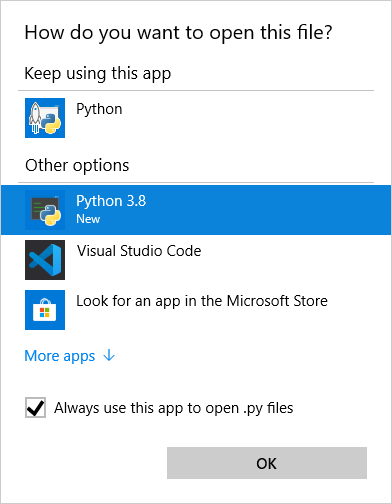 How do you want to open this file?
Keep using this app
Python
Other options
Python 3.8
New
Visual Studio Code
Look for an app in the Microsoft Store
More apps ↓
Always use this app to open .py files
OK